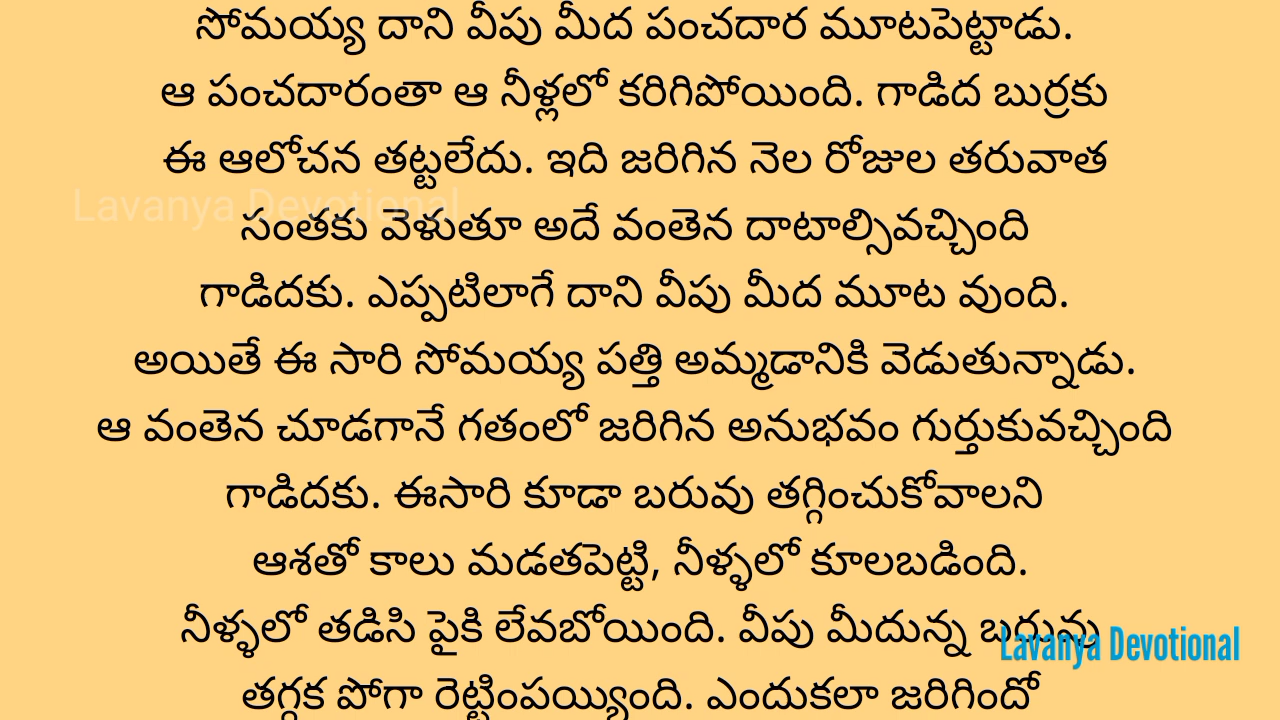 సోమయ్య దాని వీపు మీద పంచదార మూటపెట్టాడు.
ఆ పంచదారంతా ఆ నీళ్లలో కరిగిపోయింది. గాడిద బుర్రకు
ఈ ఆలోచన తట్టలేదు. ఇది జరిగిన నెల రోజుల తరువాత
Lavanya Devotional
సంతకు వెళుతూ అదే వంతెన దాటాల్సివచ్చింది
గాడిదకు. ఎప్పటిలాగే దాని వీపు మీద మూట వుంది.
అయితే ఈ సారి సోమయ్య పత్తి అమ్మడానికి వెడుతున్నాడు.
ఆ వంతెన చూడగానే గతంలో జరిగిన అనుభవం గుర్తుకువచ్చింది
గాడిదకు. ఈసారి కూడా బరువు తగ్గించుకోవాలని
ఆశతో కాలు మడతపెట్టి, నీళ్ళలో కూలబడింది.
నీళ్ళలో తడిసి పైకి లేవబోయింది. వీపు మీదున్న బరువు
Lavanya Devotional
తగ్గక పోగా రెట్టింపయ్యింది. ఎందుకలా జరిగిందో